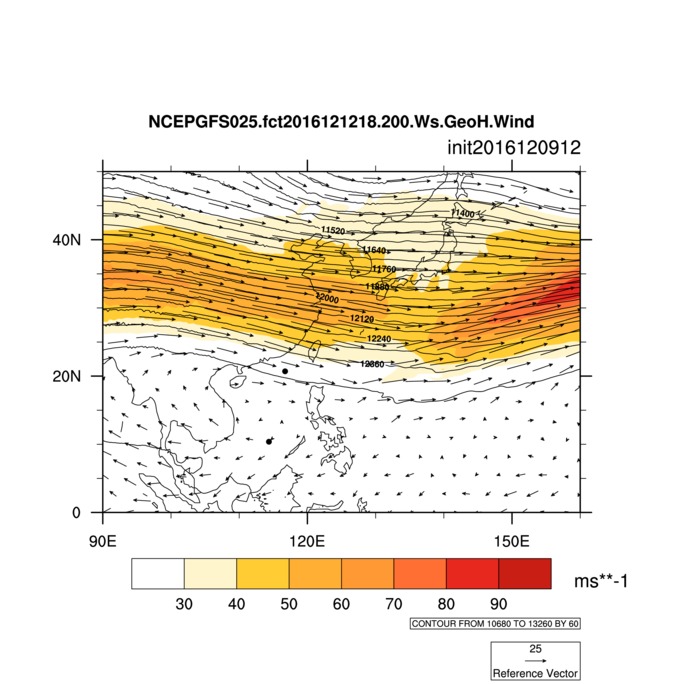 NCEPGFS025.fct2016121218.200.Ws.GeoH.Wind
init2016120912
11400
11520
40N
11640
11760
11880
12000
12120
12240
12360
20N
0
90E 120E 150E
ms**-1
30 40 50 60 70 80 90
CONTOUR FROM 10680 TO 13260 BY 60
25
Reference Vector